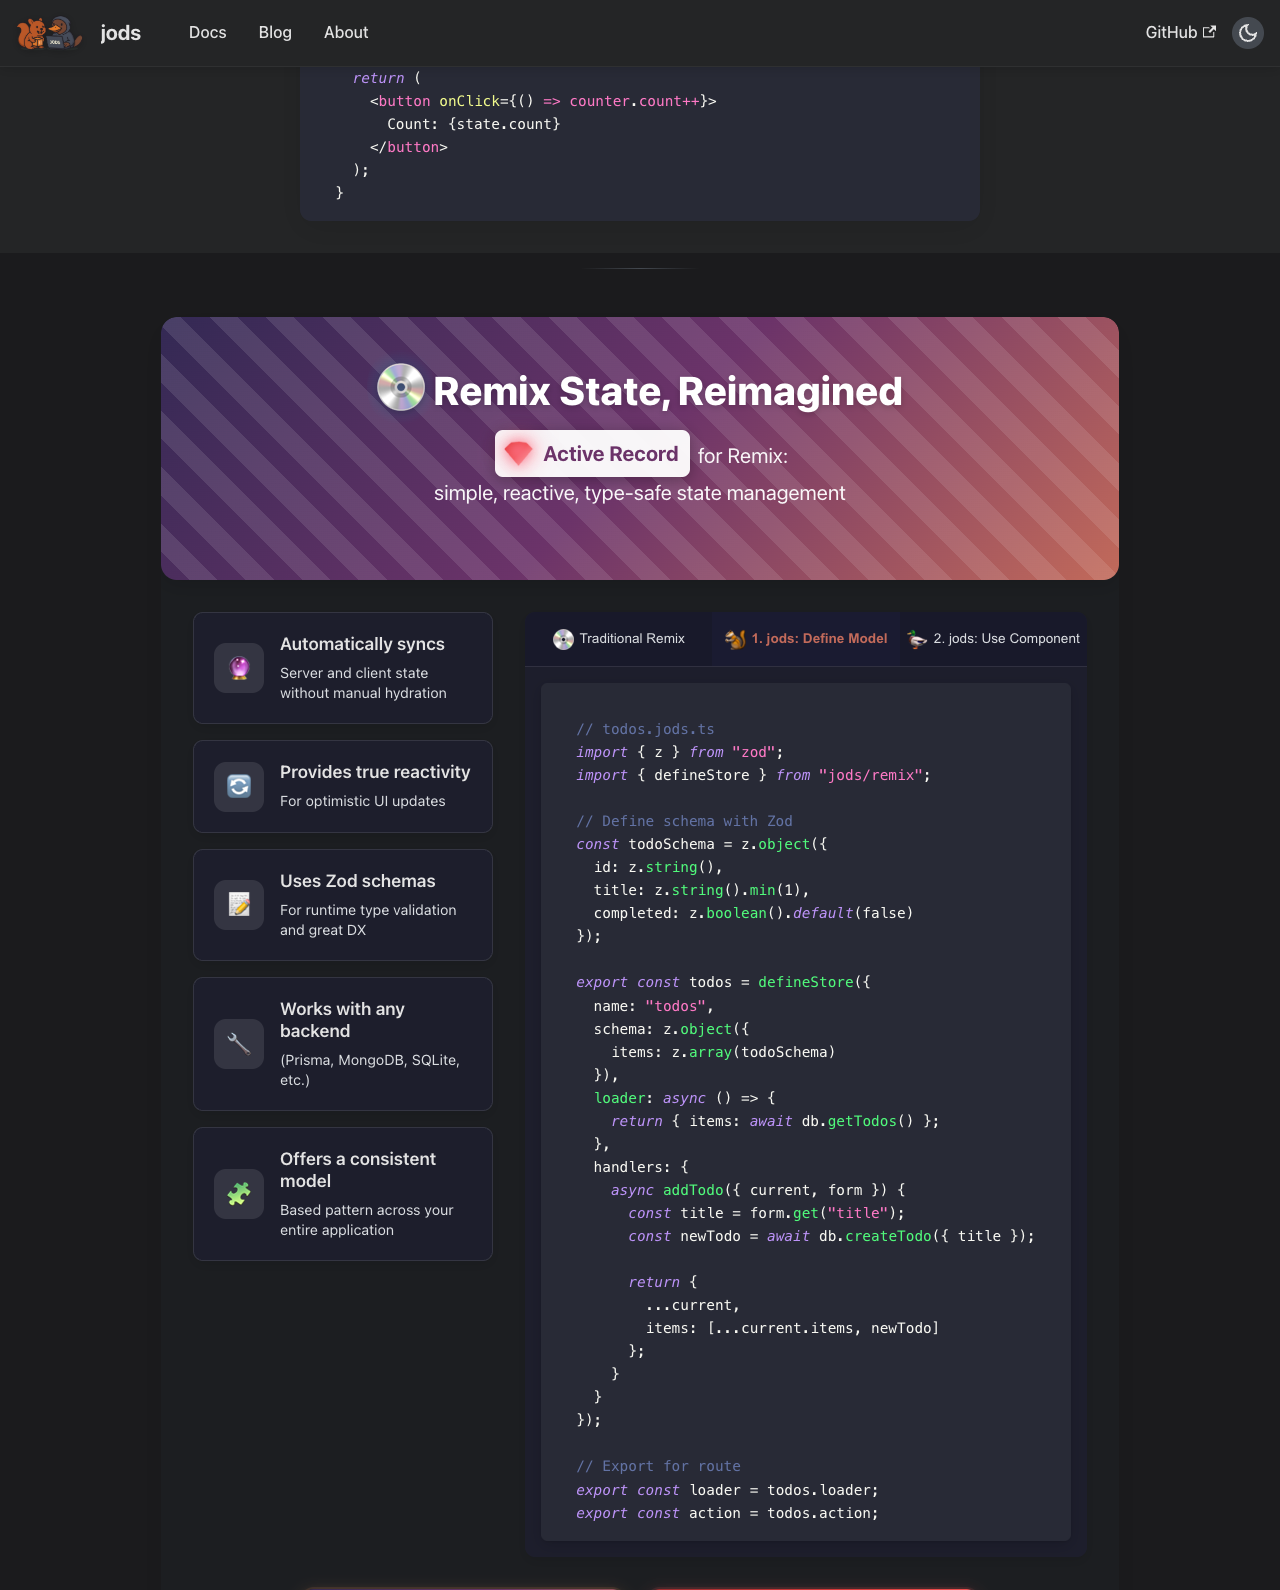 jods
Docs
Blog
About
GitHub
return (
<button onClick={() => counter.count++}>
Count: {state.count}
</button>
);
}
Remix State, Reimagined
Active Record for Remix:
simple, reactive, type-safe state management
Automatically syncs
Server and client state
without manual hydration
Provides true reactivity
For optimistic UI updates
Uses Zod schemas
For runtime type validation
and great DX
Works with any
backend
(Prisma, MongoDB, SQLite,
etc.)
Offers a consistent
model
Based pattern across your
entire application
Traditional Remix
1. jods: Define Model
2. jods: Use Component
// todos.jods.ts
import { z } from "zod";
import { defineStore } from "jods/remix";
// Define schema with Zod
const todoSchema = z.object({
id: z.string(),
title: z.string().min(1),
completed: z.boolean().default(false)
});
export const todos = defineStore({
name: "todos",
schema: z.object({
items: z.array(todoSchema)
}),
loader: async () => {
return { items: await db.getTodos() };
},
handlers: {
async addTodo({ current, form }) {
const title = form.get("title");
const newTodo = await db.createTodo({ title });
return {
...current,
items: [...current.items, newTodo]
};
}
}
});
// Export for route
export const loader = todos.loader;
export const action = todos.action;